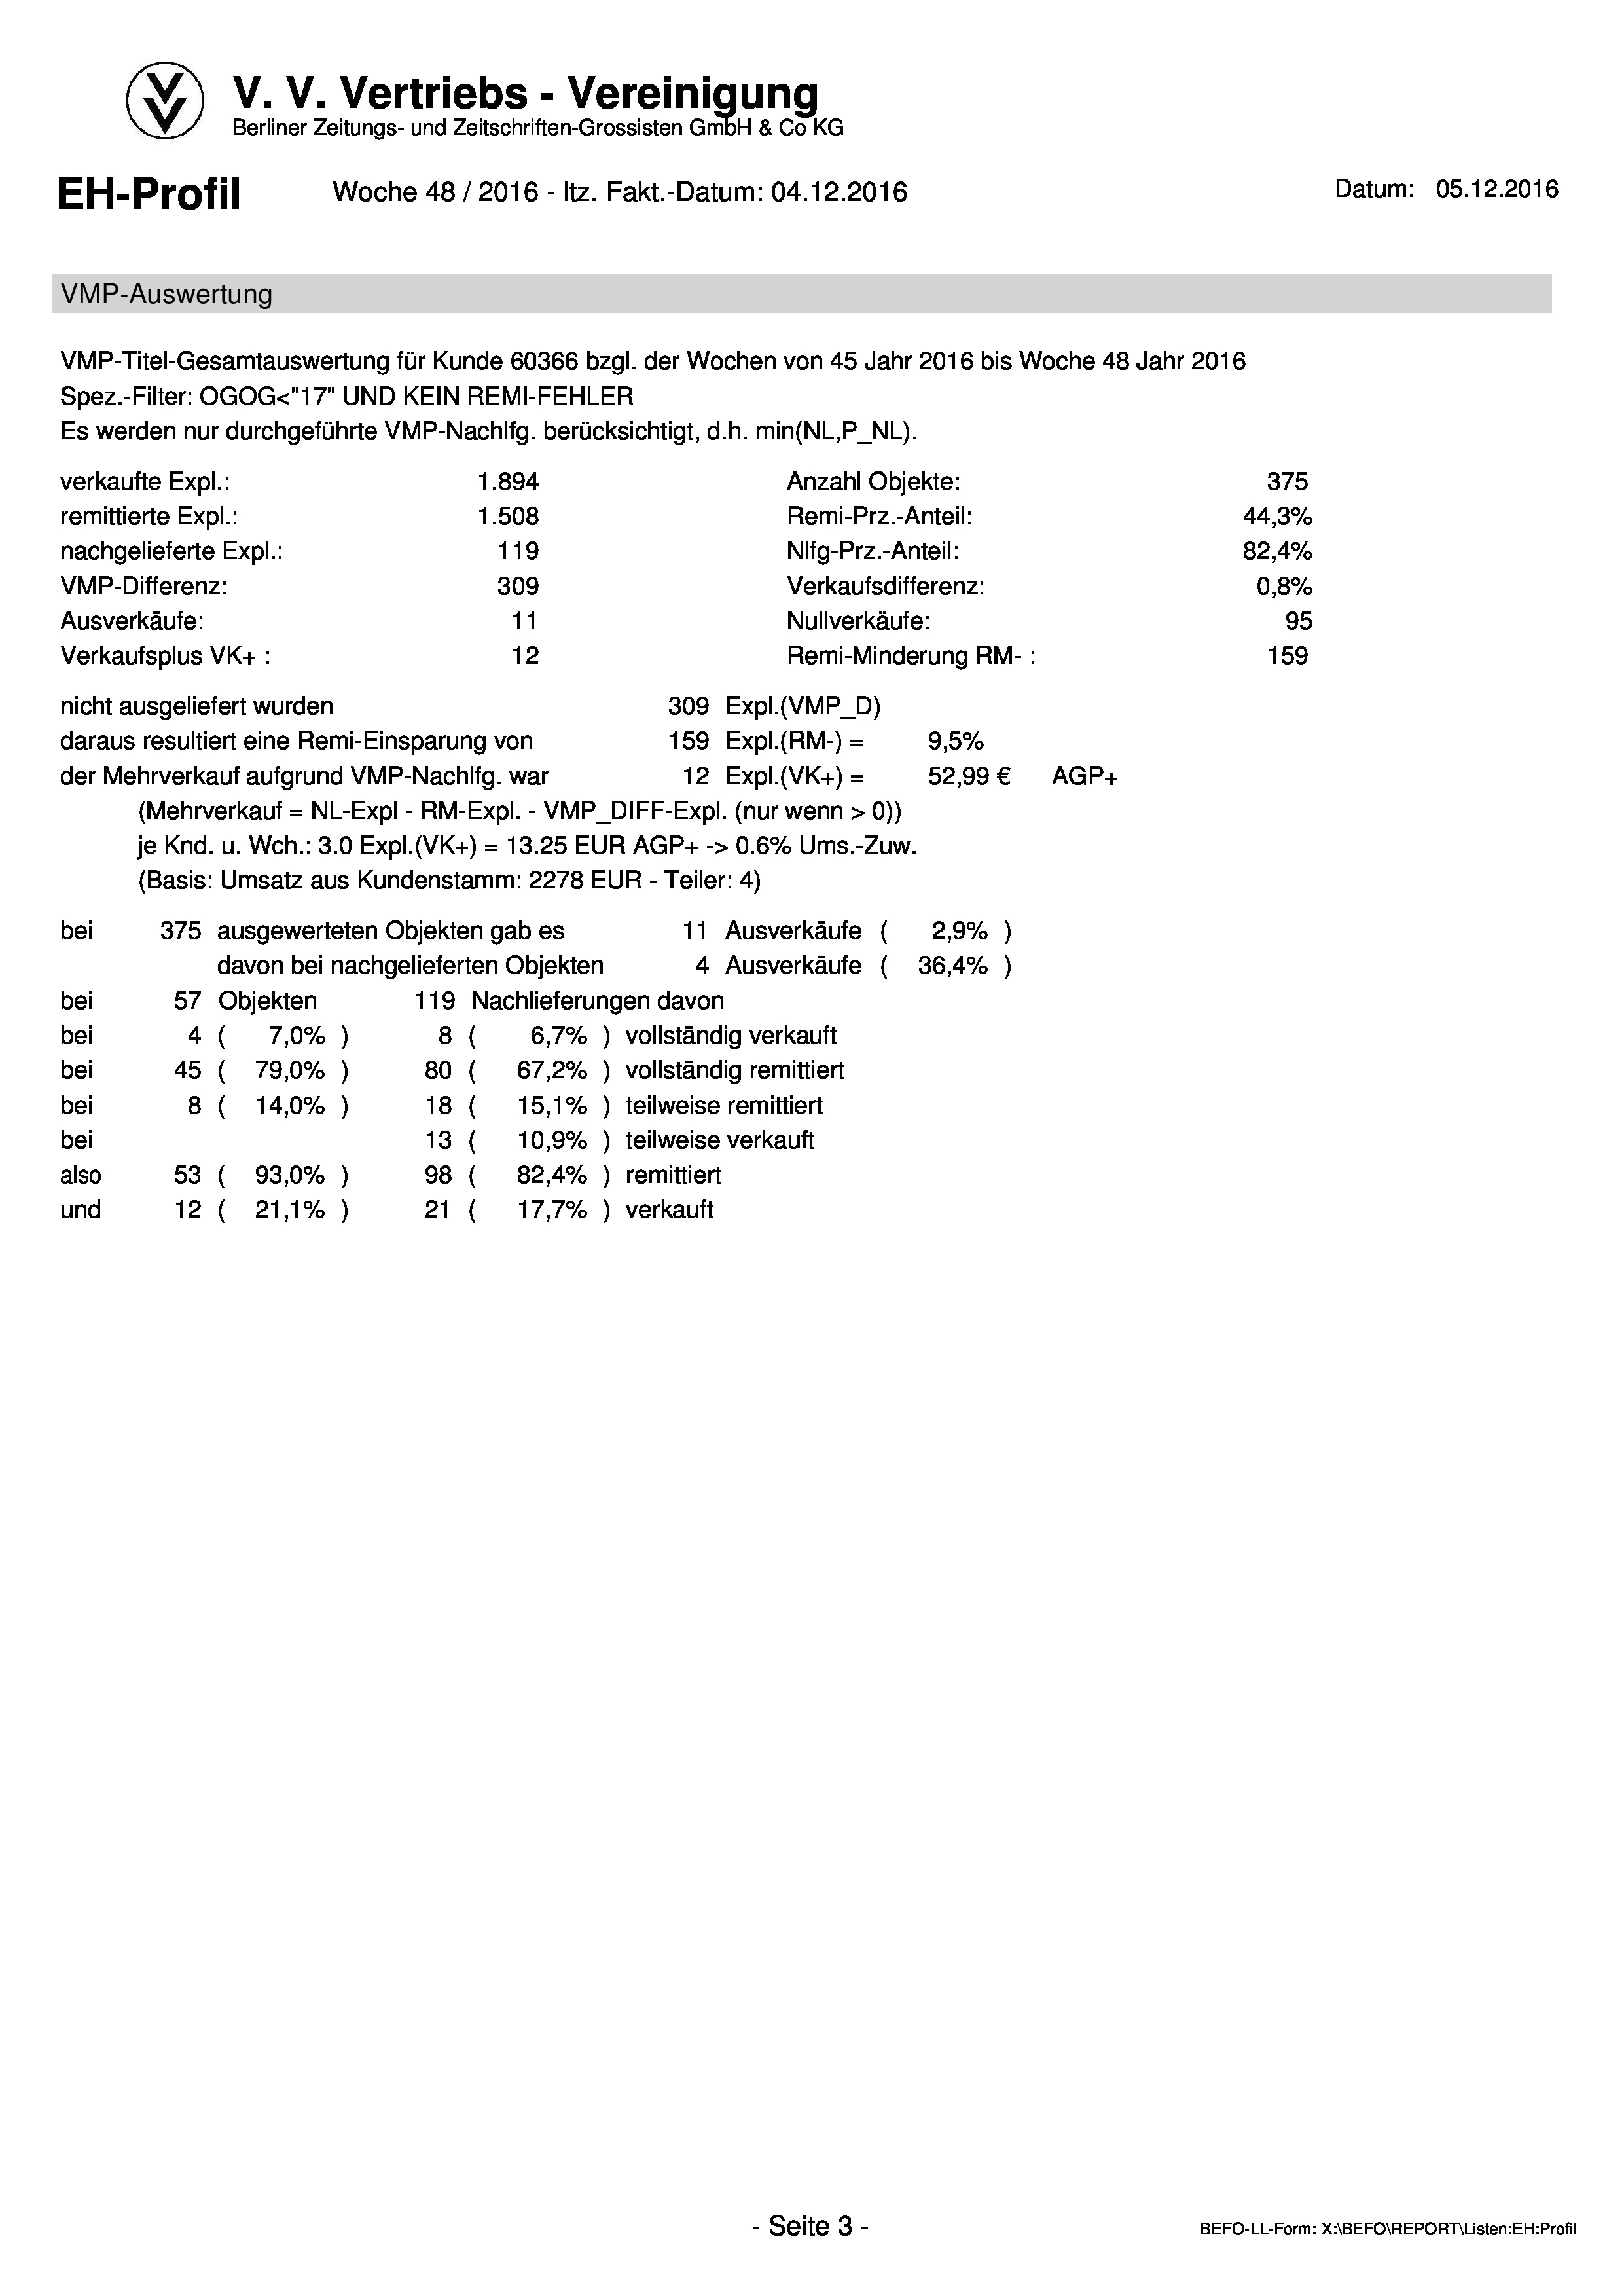 V. V. Vertriebs - Vereinigung
Berliner Zeitungs- und Zeitschriften-Grossisten GmbH & Co KG
EH-Profil Woche 48 / 2016 - ltz. Fakt.-Datum: 04.12.2016 Datum: 05.12.2016
VMP-Auswertung
VMP-Titel-Gesamtauswertung für Kunde 60366 bzgl. der Wochen von 45 Jahr 2016 bis Woche 48 Jahr 2016
Spez.-Filter: OGOG<"17" UND KEIN REMI-FEHLER
Es werden nur durchgeführte VMP-Nachlfg. berücksichtigt, d.h. min(NL,P_NL).
verkaufte Expl.: 1.894 Anzahl Objekte: 375
remittierte Expl.: 1.508 Remi-Prz.-Anteil: 44,3%
nachgelieferte Expl.: 119 Nlfg-Prz.-Anteil: 82,4%
VMP-Differenz: 309 Verkaufsdifferenz: 0,8%
Ausverkäufe: 11 Nullverkäufe: 95
Verkaufsplus VK+ : 12 Remi-Minderung RM- : 159
nicht ausgeliefert wurden 309 Expl.(VMP_D)
daraus resultiert eine Remi-Einsparung von 159 Expl.(RM-) = 9,5%
der Mehrverkauf aufgrund VMP-Nachlfg. war 12 Expl.(VK+) = 52,99 € AGP+
(Mehrverkauf = NL-Expl - RM-Expl. - VMP_DIFF-Expl. (nur wenn > 0))
je Knd. u. Wch.: 3.0 Expl.(VK+) = 13.25 EUR AGP+ -> 0.6% Ums.-Zuw.
(Basis: Umsatz aus Kundenstamm: 2278 EUR - Teiler: 4)
bei 375 ausgewerteten Objekten gab es 11 Ausverkäufe ( 2,9% )
davon bei nachgelieferten Objekten 4 Ausverkäufe ( 36,4% )
bei 57 Objekten 119 Nachlieferungen davon
bei 4 ( 7,0% ) 8 ( 6,7% ) vollständig verkauft
bei 45 ( 79,0% ) 80 ( 67,2% ) vollständig remittiert
bei 8 ( 14,0% ) 18 ( 15,1% ) teilweise remittiert
bei 13 ( 10,9% ) teilweise verkauft
also 53 ( 93,0% ) 98 ( 82,4% ) remittiert
und 12 ( 21,1% ) 21 ( 17,7% ) verkauft
- Seite 3 - BEFO-LL-Form: X:\BEFO\REPORT\Listen:EH:Profil